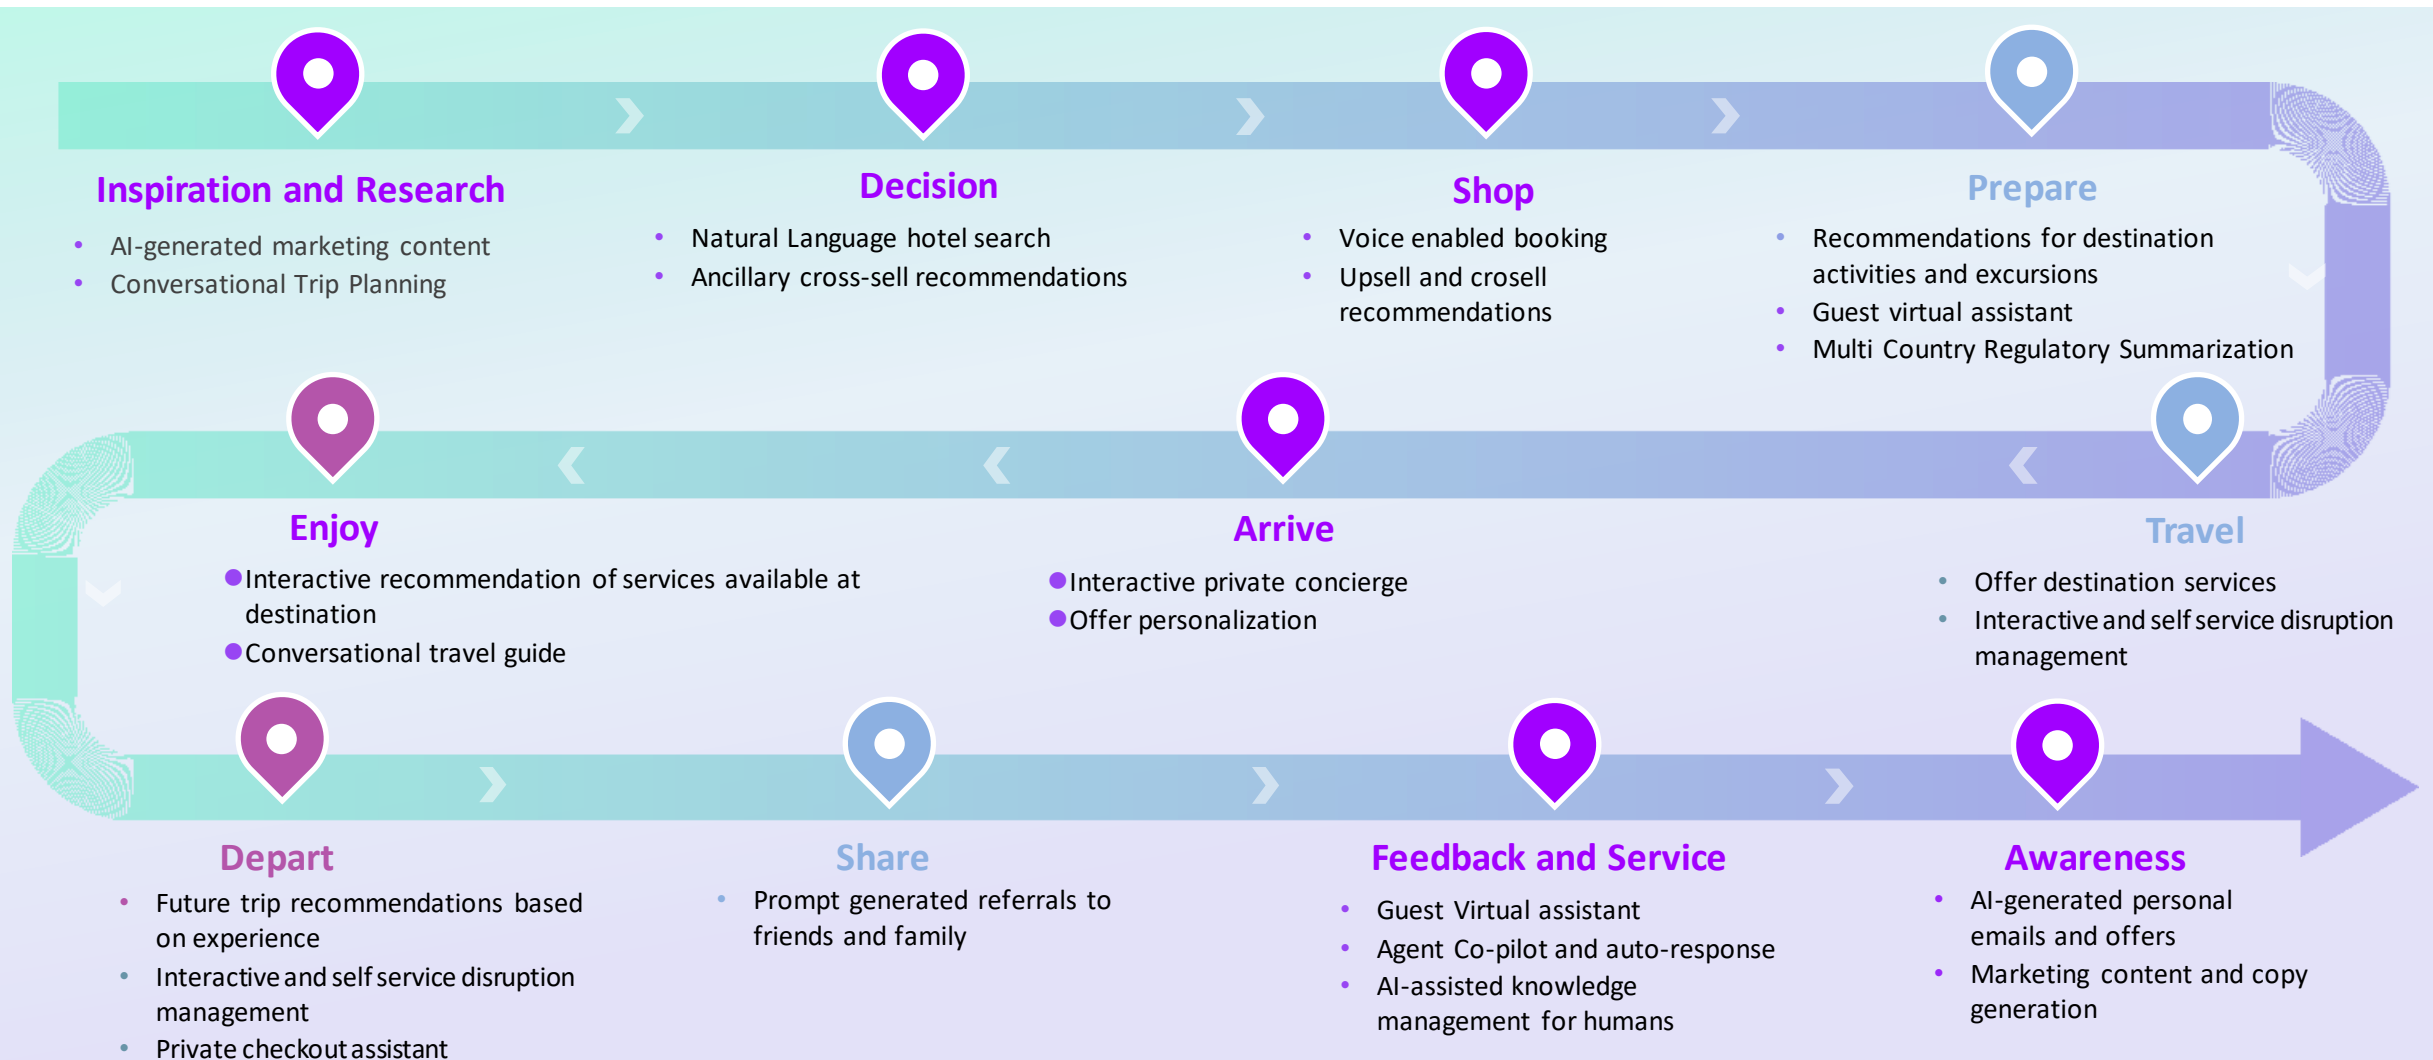 Inspiration and Research
• AI-generated marketing content
• Conversational Trip Planning
Decision
• Natural Language hotel search
• Ancillary cross-sell recommendations
Shop
• Voice enabled booking
• Upsell and crosell
recommendations
Prepare
• Recommendations for destination
activities and excursions
• Guest virtual assistant
• Multi Country Regulatory Summarization
Enjoy
• Interactive recommendation of services available at
destination
• Conversational travel guide
Arrive
• Interactive private concierge
• Offer personalization
Travel
• Offer destination services
• Interactive and self service disruption
management
Depart
• Future trip recommendations based
on experience
• Interactive and self service disruption
management
• Private checkout assistant
Share
• Prompt generated referrals to
friends and family
Feedback and Service
• Guest Virtual assistant
• Agent Co-pilot and auto-response
• AI-assisted knowledge
management for humans
Awareness
• AI-generated personal
emails and offers
• Marketing content and copy
generation